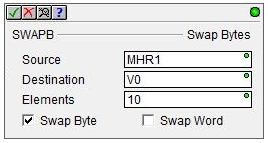 SWAPB Swap Bytes
Source MHR1
Destination V0
Elements 10
Swap Byte Swap Word